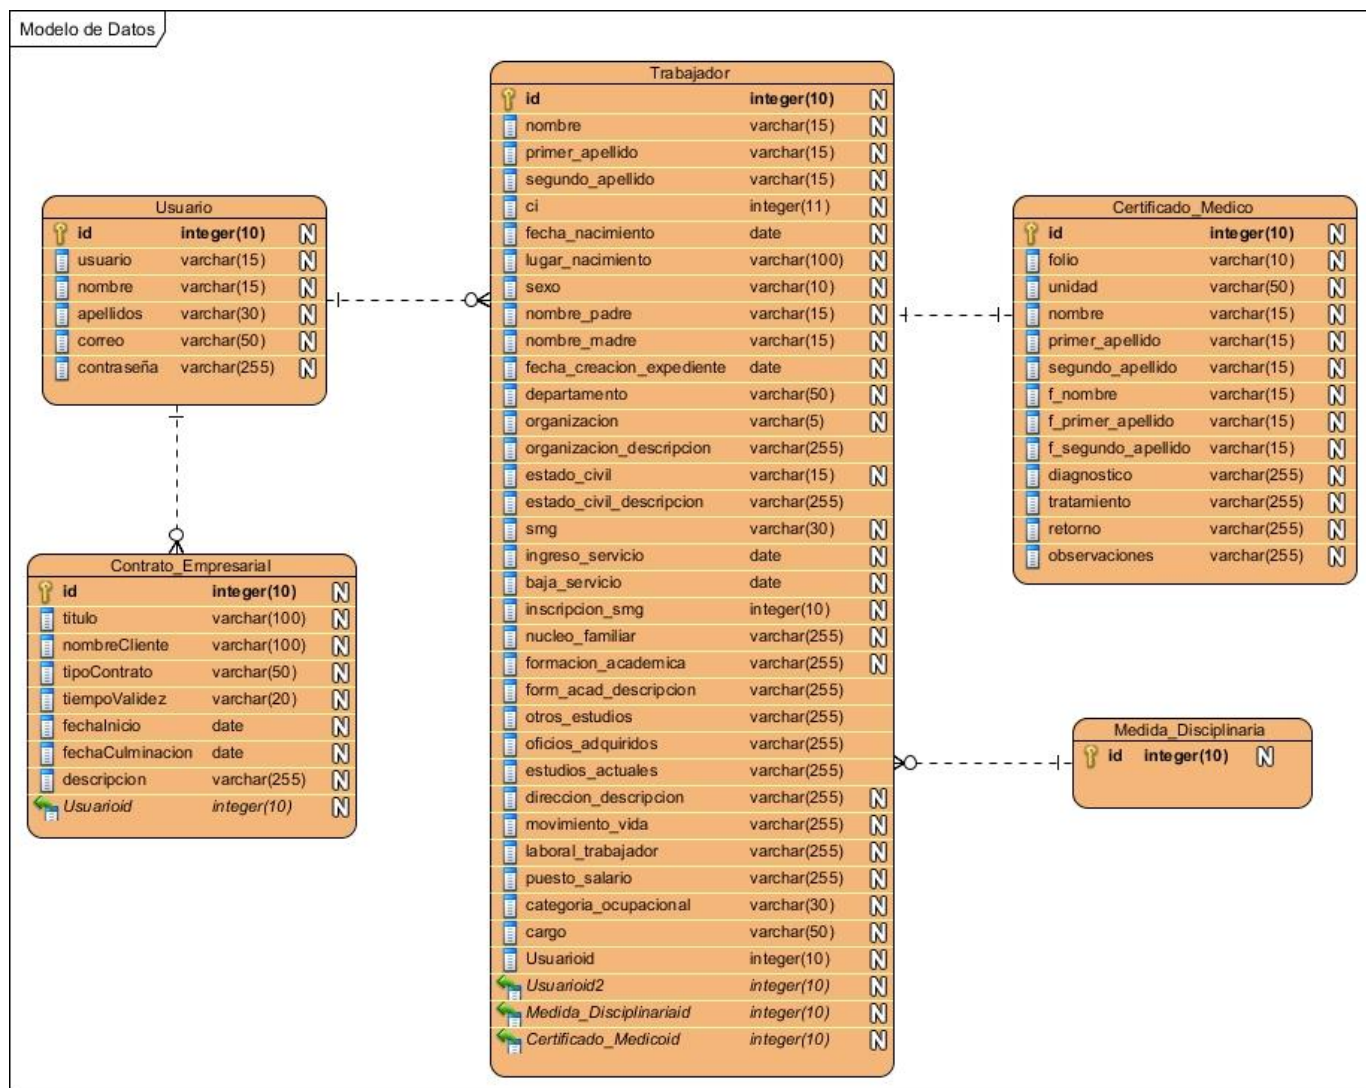 Modelo de Datos
Trabajador
id integer(10) N
nombre varchar(15) N
primer_apellido varchar(15) N
segundo_apellido varchar(15) N
ci integer(11) N
fecha_nacimiento date N
lugar_nacimiento varchar(100) N
sexo varchar(10) N
nombre_padre varchar(15) N
nombre_madre varchar(15) N
fecha_creacion_expediente date N
departamento varchar(50) N
organizacion varchar(5) N
organizacion_descripcion varchar(255)
estado_civil varchar(15) N
estado_civil_descripcion varchar(255)
smg varchar(30) N
ingreso_servicio date N
baja_servicio date N
inscripcion_smg integer(10) N
nucleo_familiar varchar(255) N
formacion_academica varchar(255) N
form_acad_descripcion varchar(255)
otros_estudios varchar(255)
oficios_adquiridos varchar(255)
estudios_actuales varchar(255)
direccion_descripcion varchar(255) N
movimiento_vida varchar(255) N
laboral_trabajador varchar(255) N
puesto_salario varchar(255) N
categoria_ocupacional varchar(30) N
cargo varchar(50) N
Usuarioid integer(10) N
Usuarioid2 integer(10) N
Medida_Disciplinariaid integer(10) N
Certificado_Medicoid integer(10) N
Usuario
id integer(10) N
usuario varchar(15) N
nombre varchar(15) N
apellidos varchar(30) N
correo varchar(50) N
contraseña varchar(255) N
Contrato_Empresarial
id integer(10) N
titulo varchar(100) N
nombreCliente varchar(100) N
tipoContrato varchar(50) N
tiempoValidez varchar(20) N
fechaInicio date N
fechaCulminacion date N
descripcion varchar(255) N
Usuarioid integer(10) N
Certificado_Medico
id integer(10) N
folio varchar(10) N
unidad varchar(50) N
nombre varchar(15) N
primer_apellido varchar(15) N
segundo_apellido varchar(15) N
f_nombre varchar(15) N
f_primer_apellido varchar(15) N
f_segundo_apellido varchar(15) N
diagnostico varchar(255) N
tratamiento varchar(255) N
retorno varchar(255) N
observaciones varchar(255) N
Medida_Disciplinaria
id integer(10) N